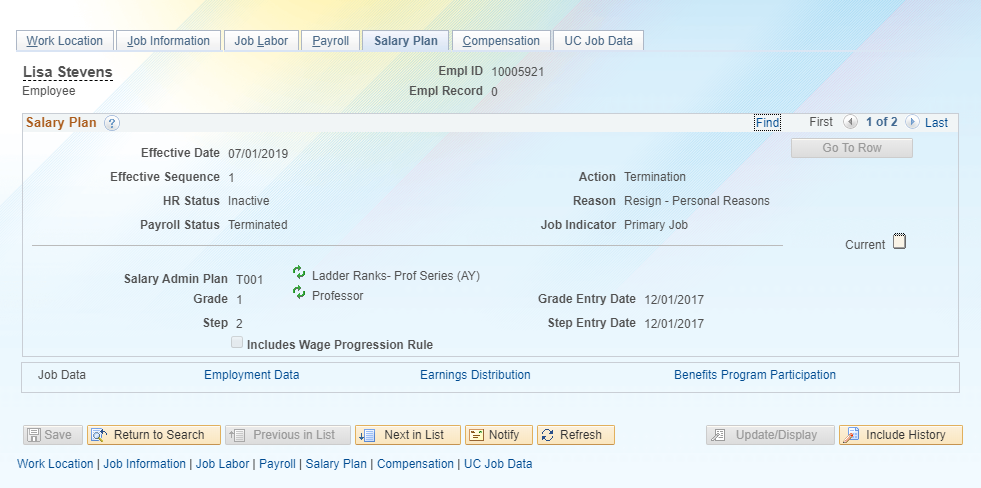 Work Location Job Information Job Labor Payroll Salary Plan Compensation UC Job Data
Lisa Stevens Empl ID 10005921
Employee Empl Record 0
Salary Plan ? Find First 1 of 2 Last
Go To Row
Effective Date 07/01/2019
Effective Sequence 1 Action Termination
HR Status Inactive Reason Resign - Personal Reasons
Payroll Status Terminated Job Indicator Primary Job
Current
Salary Admin Plan T001 Ladder Ranks- Prof Series (AY)
Grade 1 Professor Grade Entry Date 12/01/2017
Step 2 Step Entry Date 12/01/2017
Includes Wage Progression Rule
Job Data Employment Data Earnings Distribution Benefits Program Participation
Save Return to Search Previous in List Next in List Notify Refresh Update/Display Include History
Work Location | Job Information | Job Labor | Payroll | Salary Plan | Compensation | UC Job Data